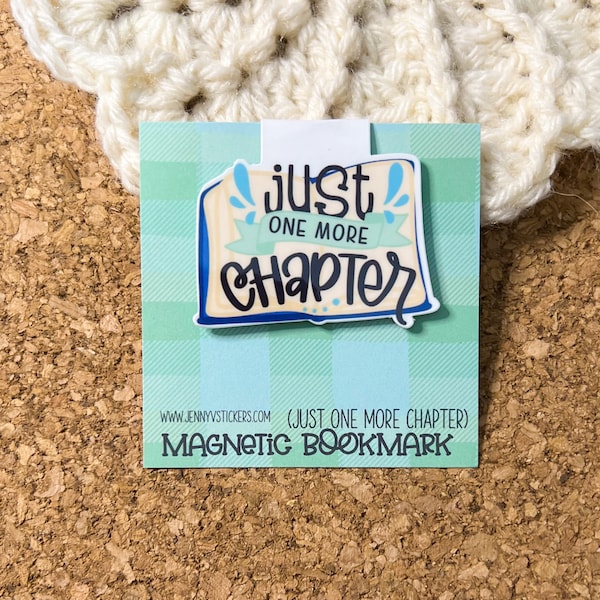 just
ONE MORE
chapter
WWW.JENNYVSTICKERS.COM (JUST ONE MORE CHAPTER)
MAGNETIC BOOKMARK